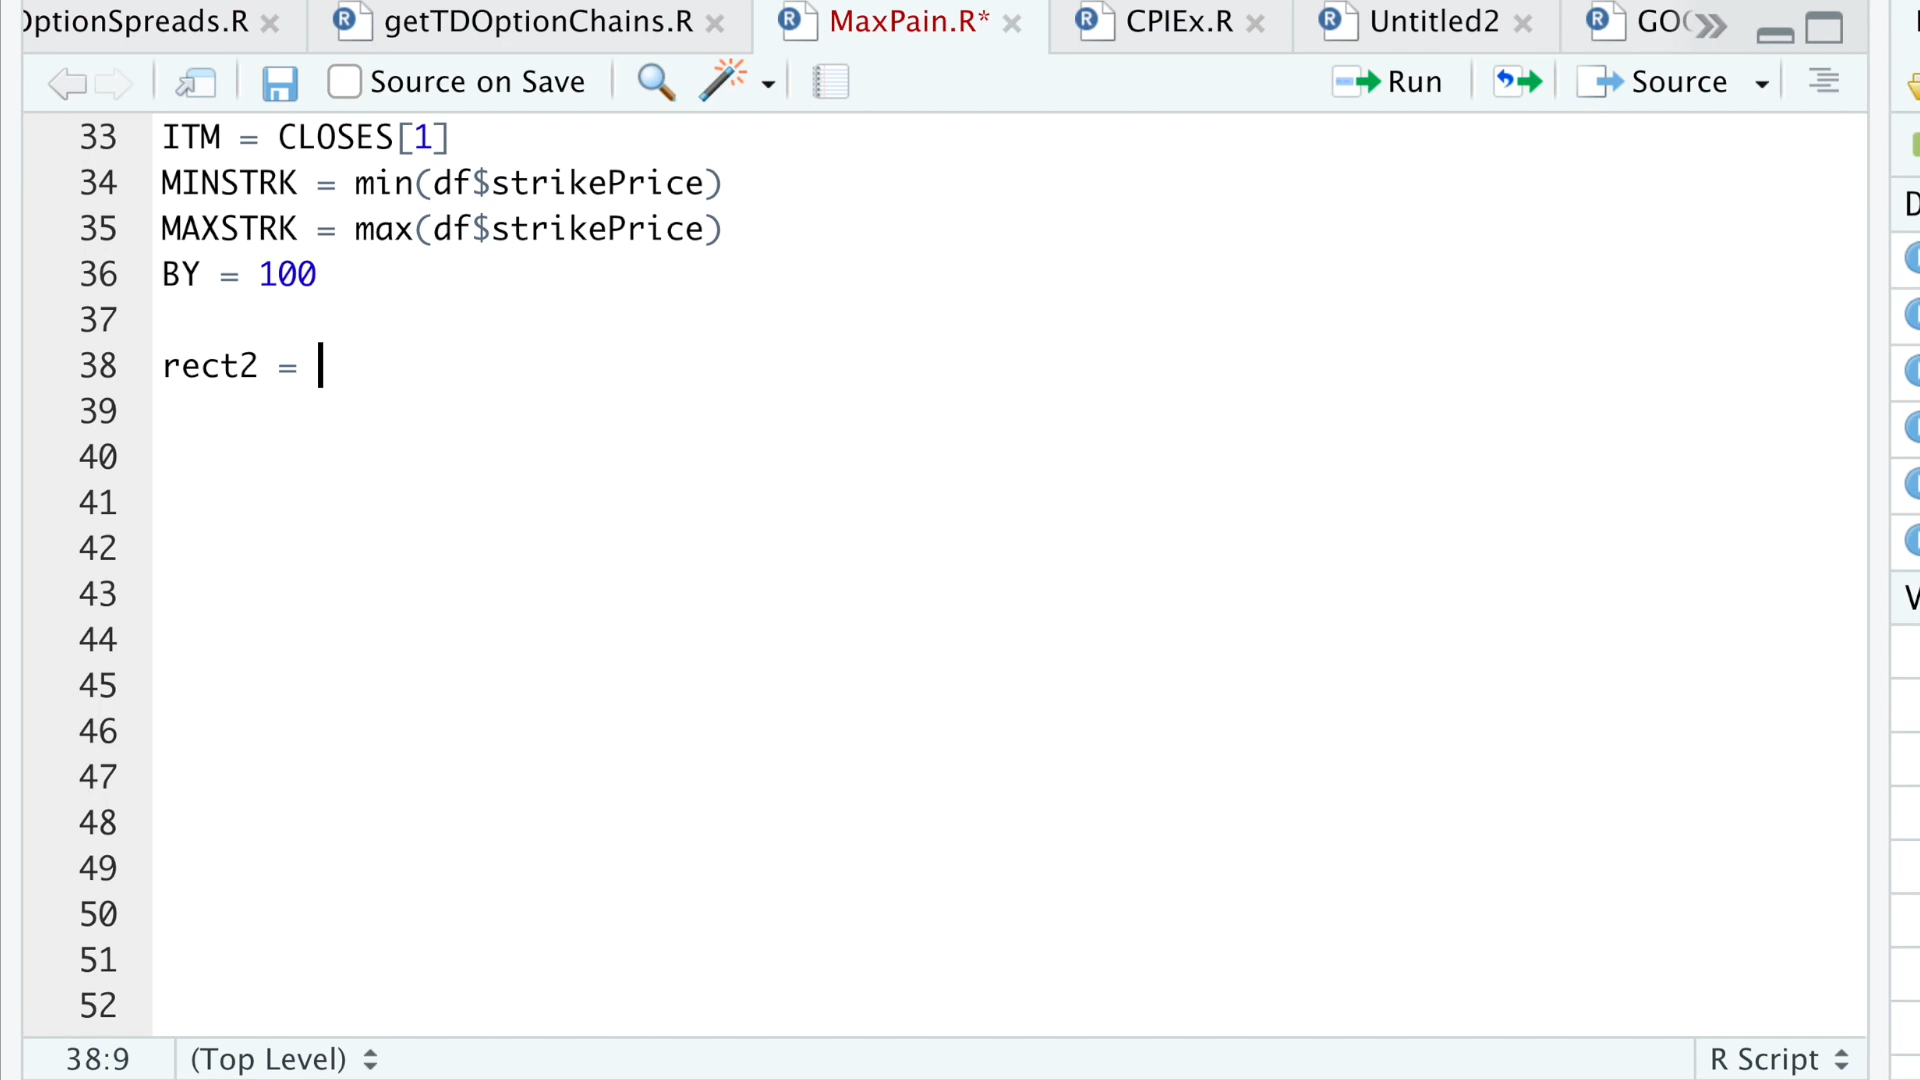 OptionSpreads.R getTDOptionChains.R MaxPain.R* CPIEx.R Untitled2 GO
Source on Save Run Source
33 ITM = CLOSES[1]
34 MINSTRK = min(df$strikePrice)
35 MAXSTRK = max(df$strikePrice)
36 BY = 100
37
38 rect2 =
39
40
41
42
43
44
45
46
47
48
49
50
51
52
38:9 (Top Level) R Script